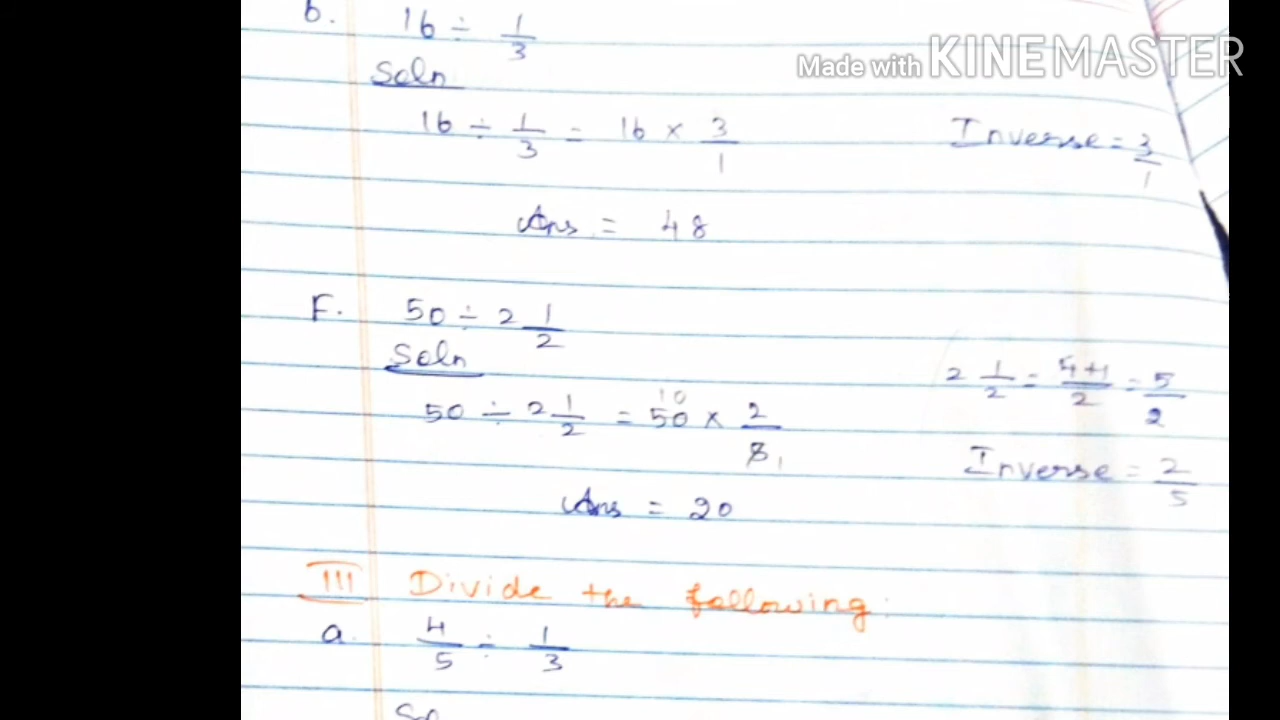 b. 16 ÷ 1/3
Made with KINEMASTER
Soln
16 ÷ 1/3 = 16 × 3/1
Inverse = 3/1
Ans = 48
F. 50 ÷ 2 1/2
Soln
2 1/2 = 4+1/2 = 5/2
50 ÷ 2 1/2 = 50 × 2/5
10
1
Inverse = 2/5
Ans = 20
III Divide the following:
a. 4/5 ÷ 1/3
So